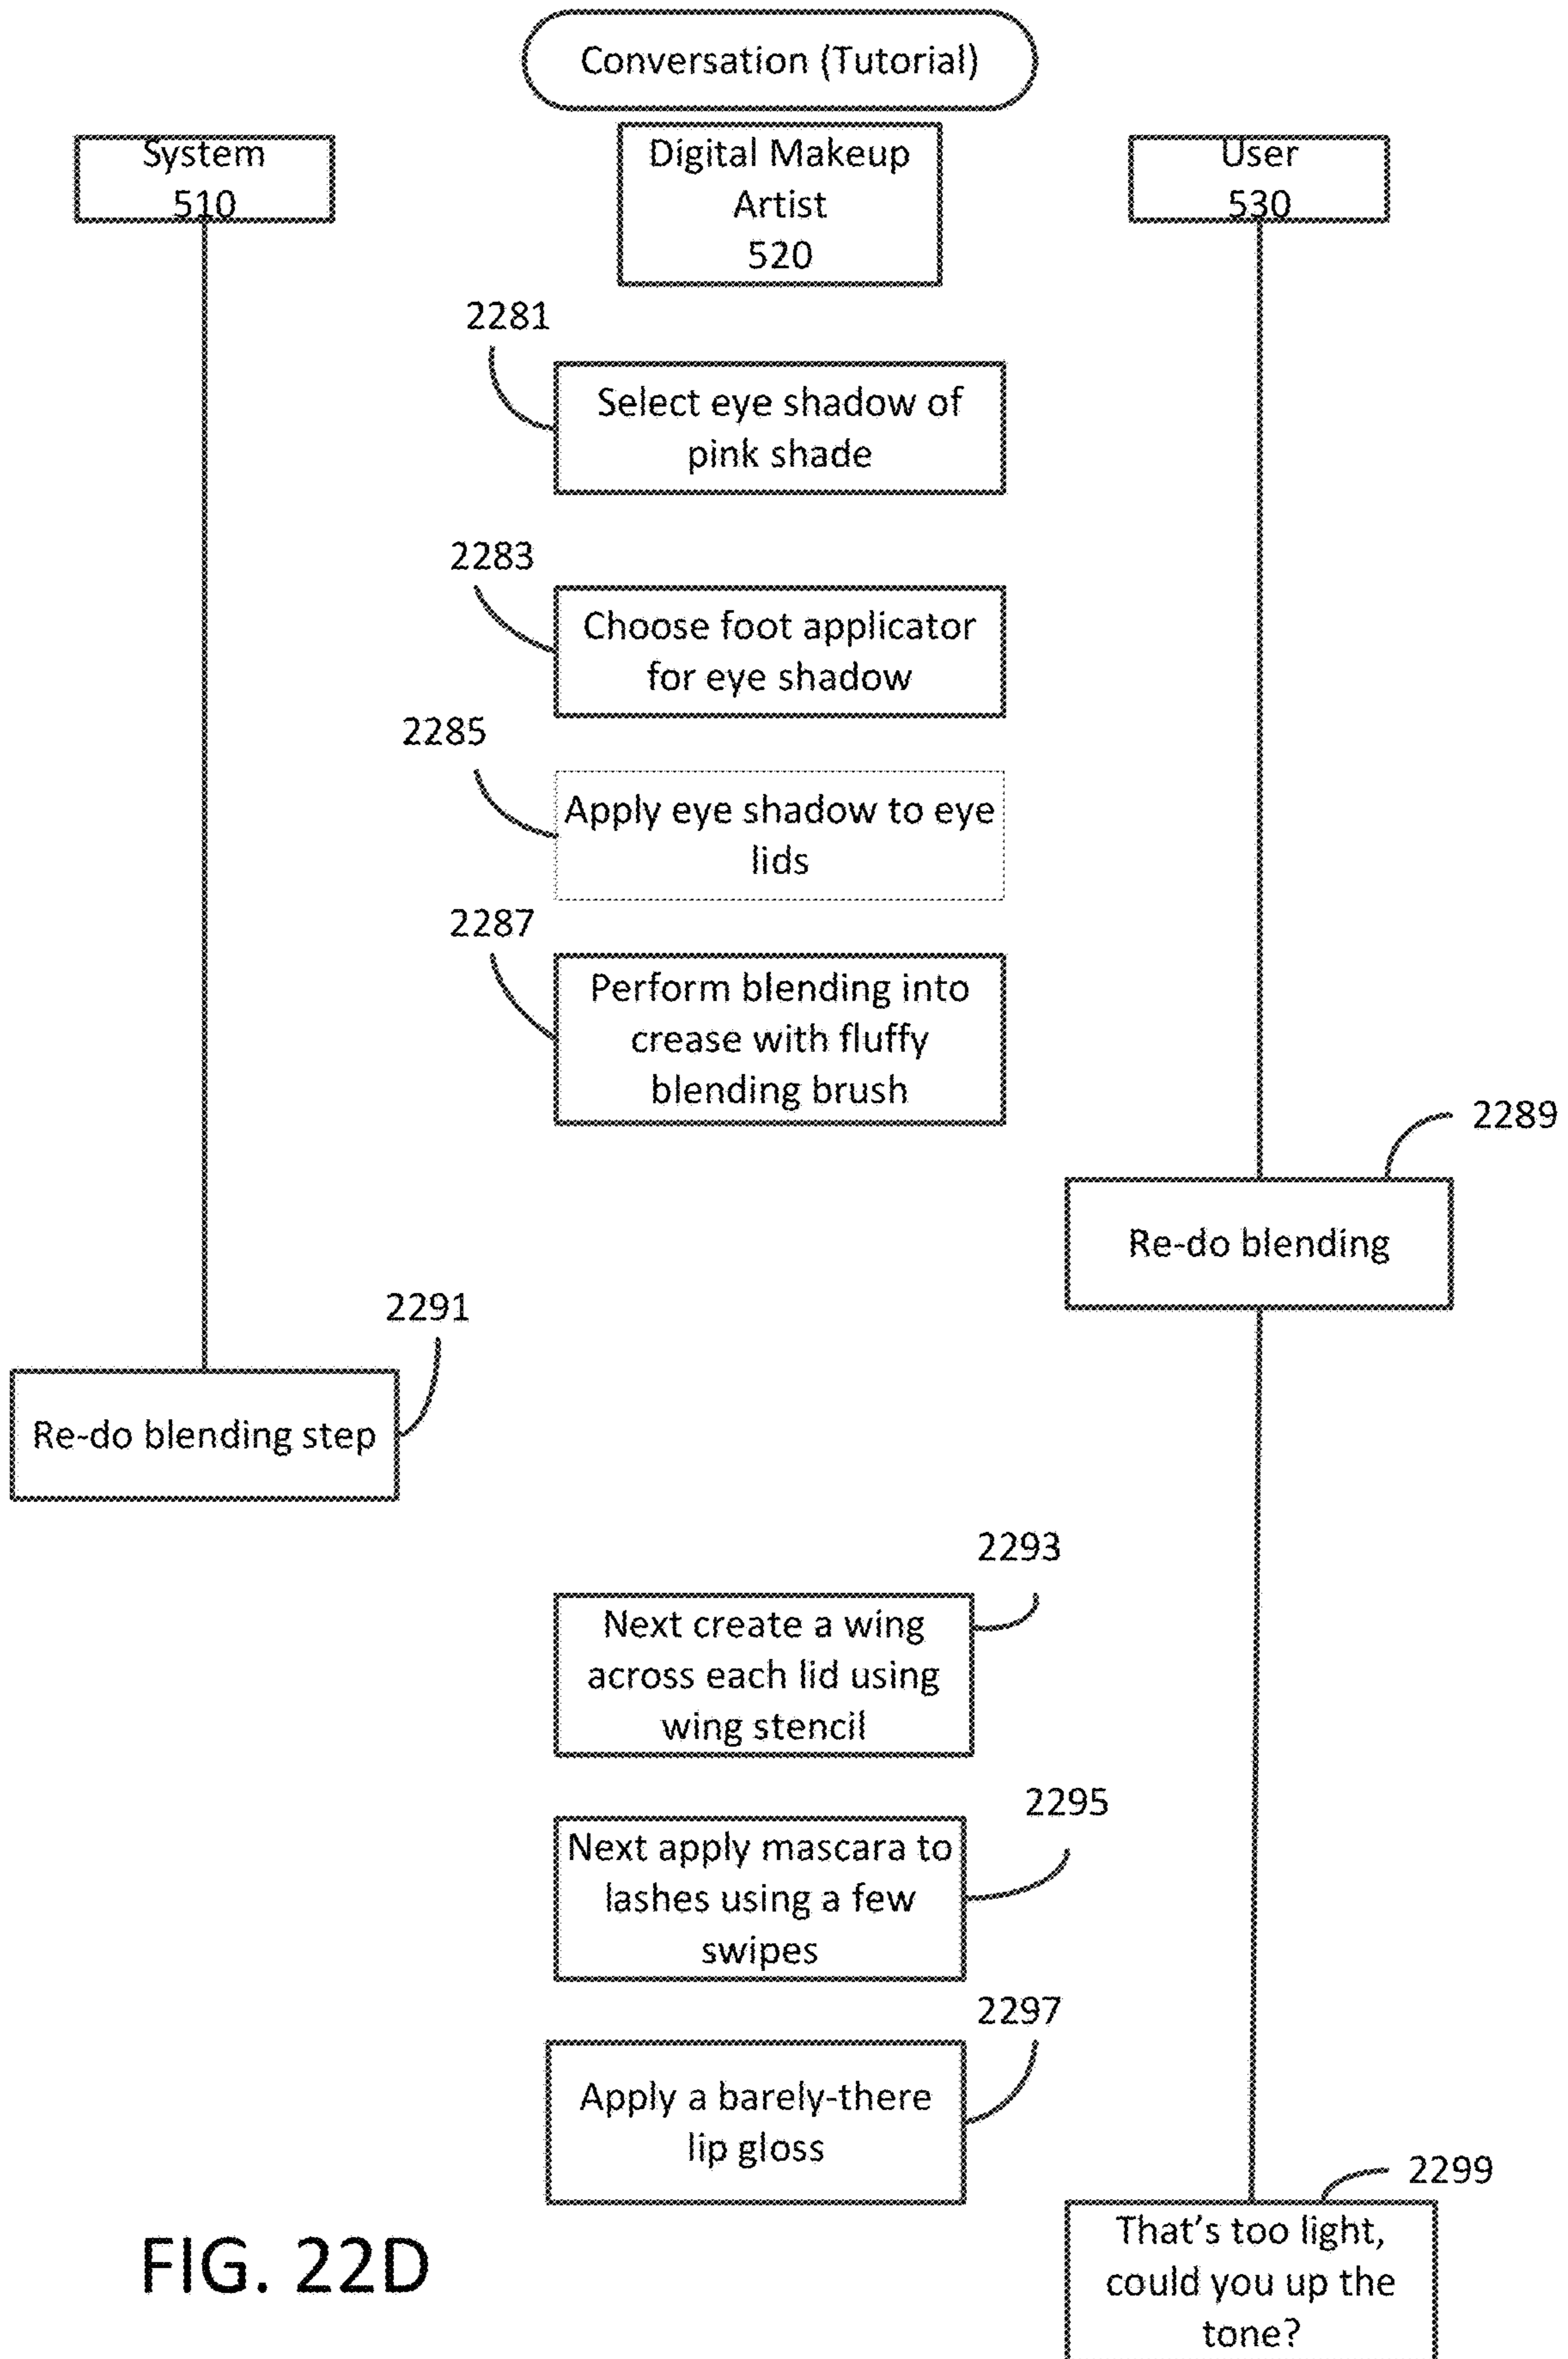 Conversation (Tutorial)
System
510
Digital Makeup
Artist
520
User
530
2281
Select eye shadow of
pink shade
2283
Choose foot applicator
for eye shadow
2285
Apply eye shadow to eye
lids
2287
Perform blending into
crease with fluffy
blending brush
2289
Re-do blending
2291
Re-do blending step
2293
Next create a wing
across each lid using
wing stencil
2295
Next apply mascara to
lashes using a few
swipes
2297
Apply a barely-there
lip gloss
2299
That's too light,
could you up the
tone?
FIG. 22D